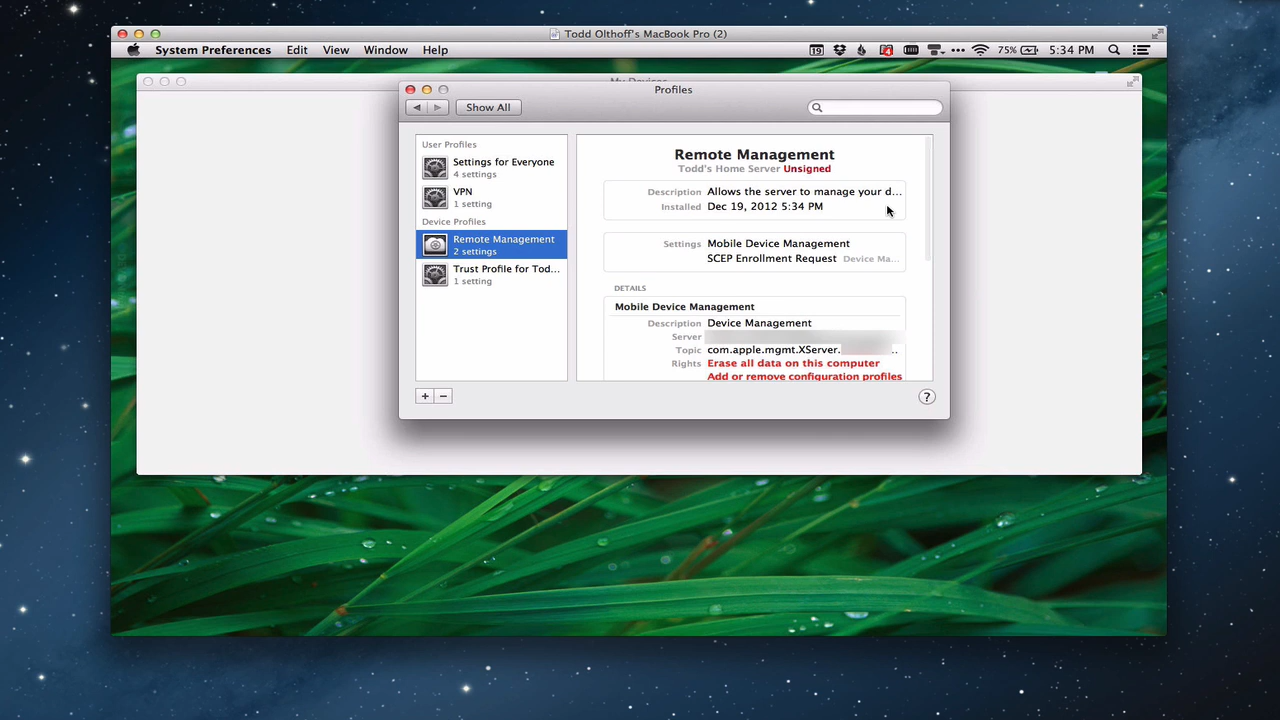 Todd Olthoff's MacBook Pro (2)
System Preferences Edit View Window Help 19 4 75% 5:34 PM
My Devices
Profiles
Show All
User Profiles
Settings for Everyone
4 settings
VPN
1 setting
Device Profiles
Remote Management
2 settings
Trust Profile for Tod...
1 setting
Remote Management
Todd's Home Server Unsigned
Description Allows the server to manage your d...
Installed Dec 19, 2012 5:34 PM
Settings Mobile Device Management
SCEP Enrollment Request Device Ma...
DETAILS
Mobile Device Management
Description Device Management
Server
Topic com.apple.mgmt.XServer. ..
Rights Erase all data on this computer
Add or remove configuration profiles
+ − ?